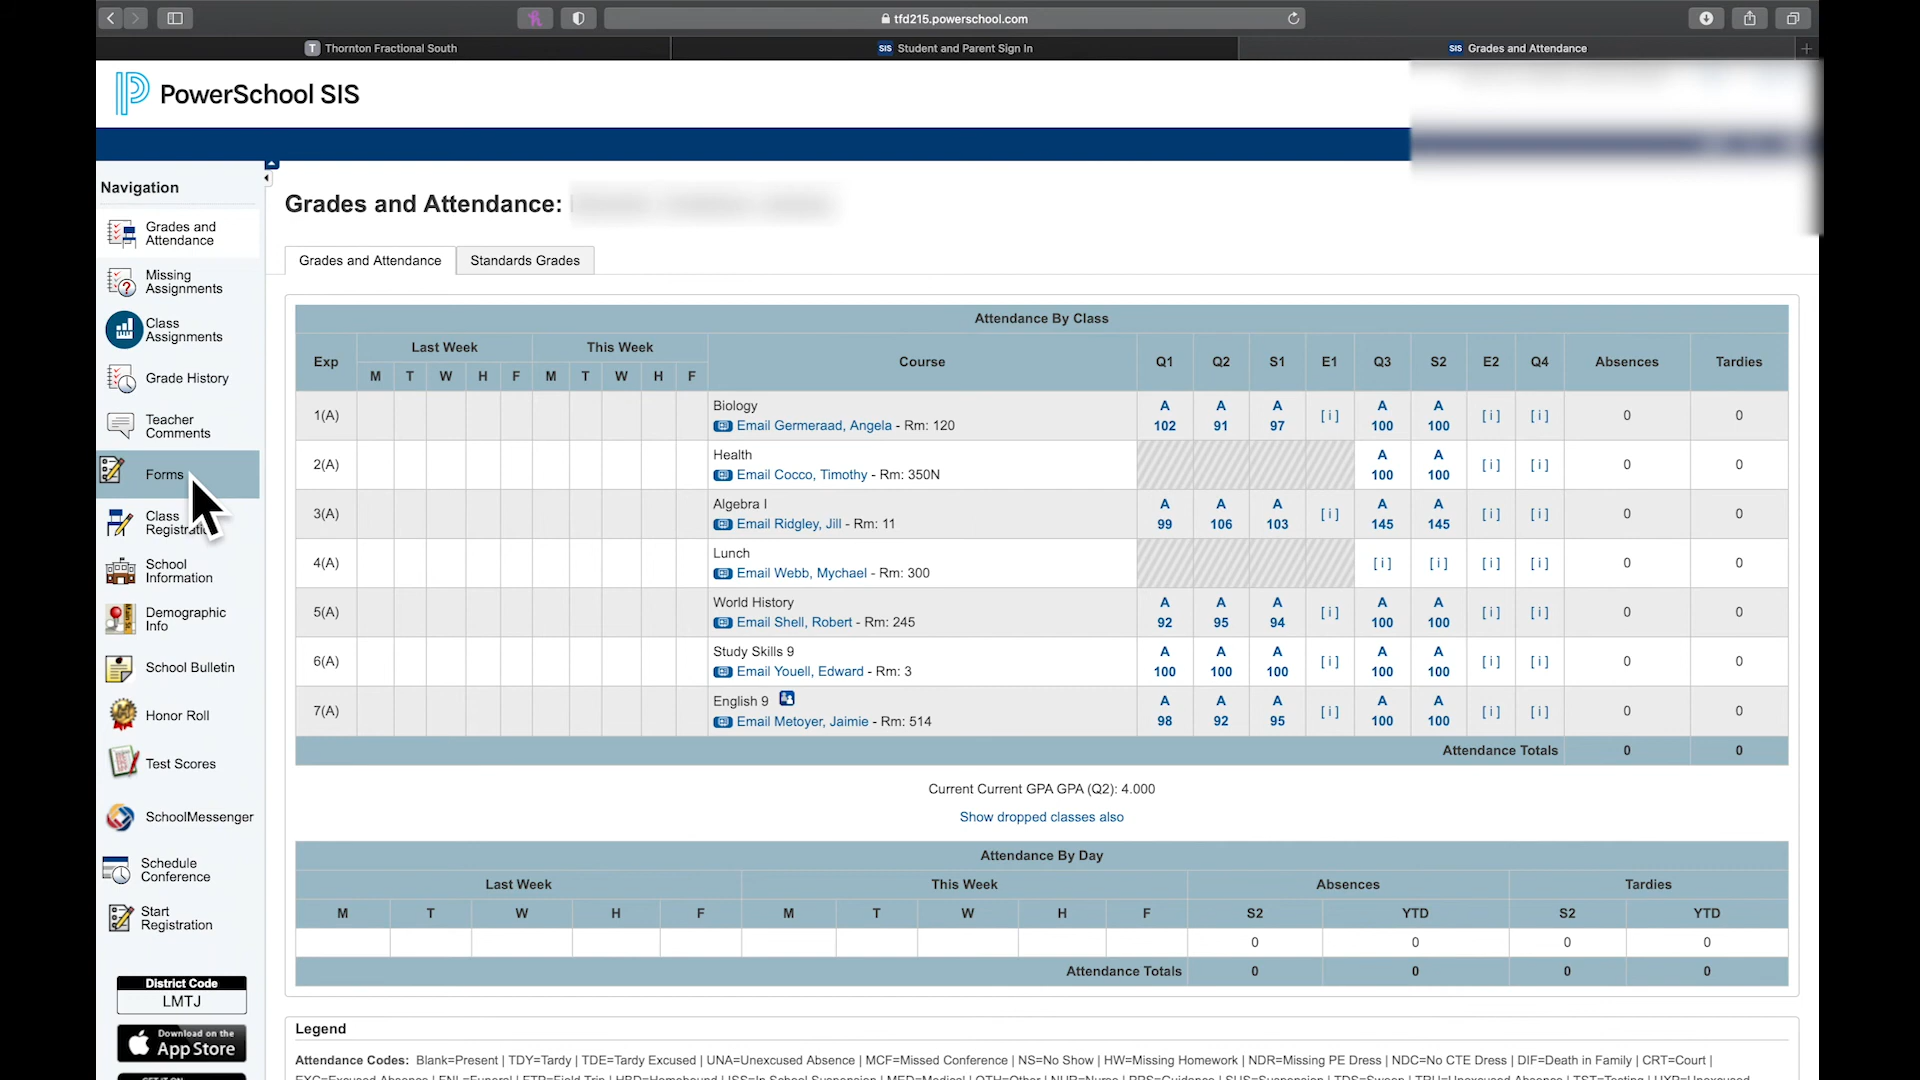 tfd215.powerschool.com
T Thornton Fractional South
SIS Student and Parent Sign In
SIS Grades and Attendance
PowerSchool SIS
Navigation
Grades and
Attendance
Missing
Assignments
Class
Assignments
Grade History
Teacher
Comments
Forms
Class
Registration
School
Information
Demographic
Info
School Bulletin
Honor Roll
Test Scores
SchoolMessenger
Schedule
Conference
Start
Registration
District Code
LMTJ
Download on the
App Store
Grades and Attendance:
Grades and Attendance Standards Grades
Attendance By Class
Exp Last Week This Week Course Q1 Q2 S1 E1 Q3 S2 E2 Q4 Absences Tardies
M T W H F M T W H F
1(A) Biology A A A [ i ] A A [ i ] [ i ] 0 0
Email Germeraad, Angela - Rm: 120 102 91 97 100 100
2(A) Health A A [ i ] [ i ] 0 0
Email Cocco, Timothy - Rm: 350N 100 100
3(A) Algebra I A A A [ i ] A A [ i ] [ i ] 0 0
Email Ridgley, Jill - Rm: 11 99 106 103 145 145
4(A) Lunch [ i ] [ i ] [ i ] [ i ] 0 0
Email Webb, Mychael - Rm: 300
5(A) World History A A A [ i ] A A [ i ] [ i ] 0 0
Email Shell, Robert - Rm: 245 92 95 94 100 100
6(A) Study Skills 9 A A A [ i ] A A [ i ] [ i ] 0 0
Email Youell, Edward - Rm: 3 100 100 100 100 100
7(A) English 9 A A A [ i ] A A [ i ] [ i ] 0 0
Email Metoyer, Jaimie - Rm: 514 98 92 95 100 100
Attendance Totals 0 0
Current Current GPA GPA (Q2): 4.000
Show dropped classes also
Attendance By Day
Last Week This Week Absences Tardies
M T W H F M T W H F S2 YTD S2 YTD
0 0 0 0
Attendance Totals 0 0 0 0
Legend
Attendance Codes: Blank=Present | TDY=Tardy | TDE=Tardy Excused | UNA=Unexcused Absence | MCF=Missed Conference | NS=No Show | HW=Missing Homework | NDR=Missing PE Dress | NDC=No CTE Dress | DIF=Death in Family | CRT=Court |